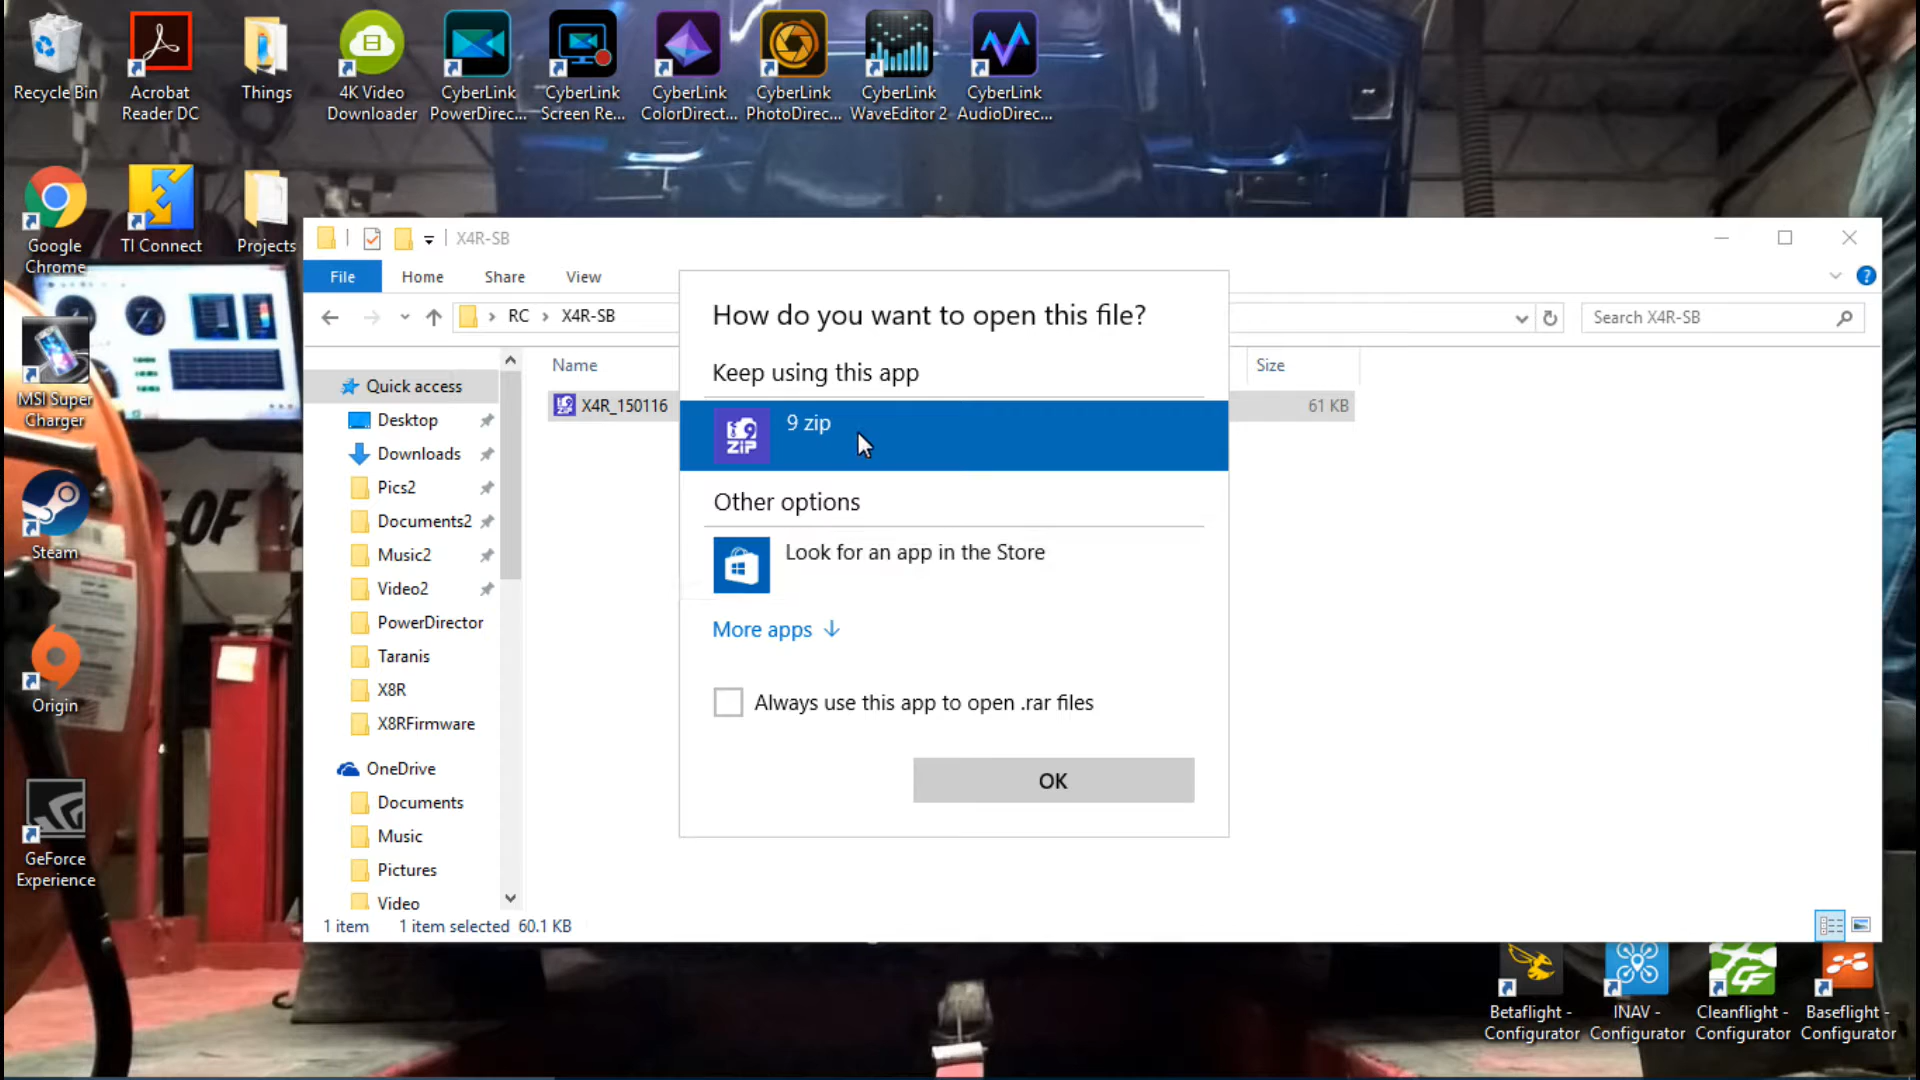 Recycle Bin
Acrobat
Reader DC
Things
4K Video
Downloader
CyberLink
PowerDirec...
CyberLink
Screen Re...
CyberLink
ColorDirect...
CyberLink
PhotoDirec...
CyberLink
WaveEditor 2
CyberLink
AudioDirec...
Google
Chrome
TI Connect
Projects
MSI Super
Charger
Steam
Origin
GeForce
Experience
X4R-SB
File
Home
Share
View
RC
X4R-SB
Search X4R-SB
Quick access
Desktop
Downloads
Pics2
Documents2
Music2
Video2
PowerDirector
Taranis
X8R
X8RFirmware
OneDrive
Documents
Music
Pictures
Video
Name
Size
X4R_150116
61 KB
How do you want to open this file?
Keep using this app
9
ZIP
9 zip
Other options
Look for an app in the Store
More apps
Always use this app to open .rar files
OK
1 item
1 item selected 60.1 KB
OF
Betaflight -
Configurator
INAV -
Configurator
Cleanflight -
Configurator
Baseflight -
Configurator